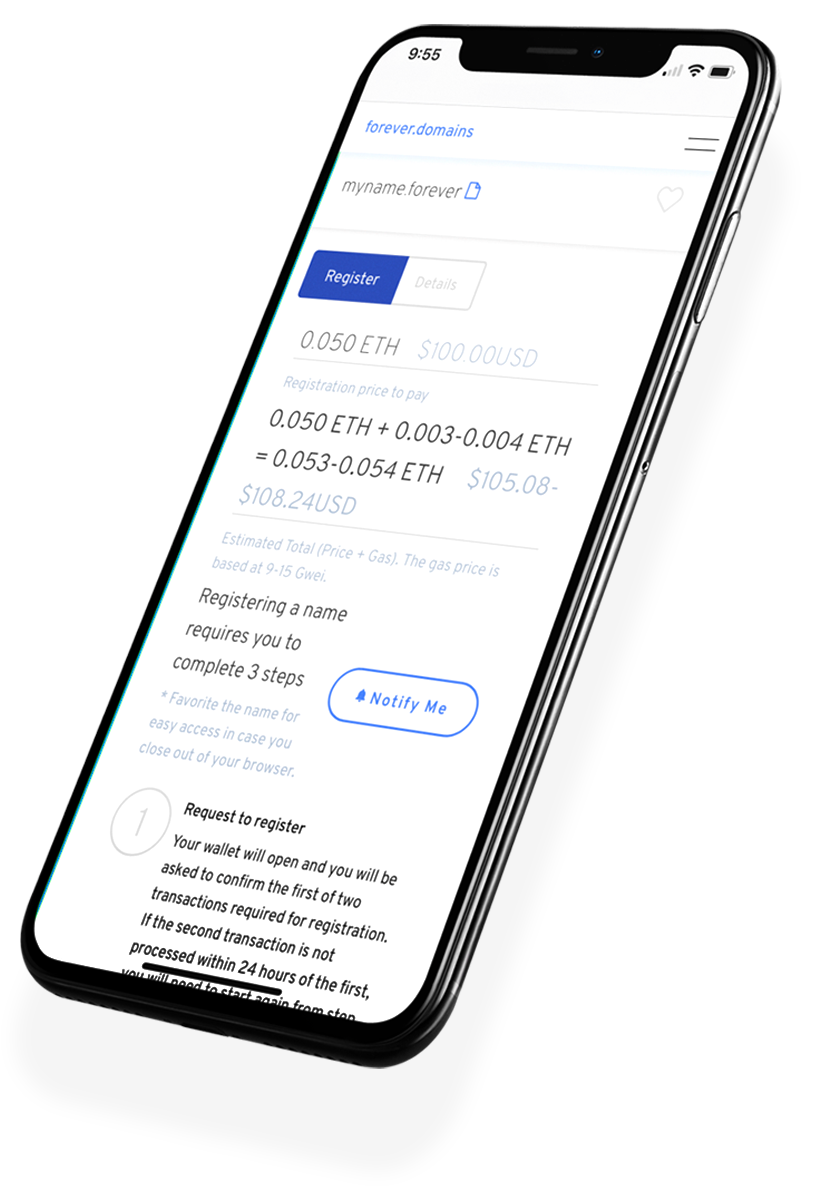 9:55
forever.domains
myname.forever
Register Details
0.050 ETH $100.00USD
Registration price to pay
0.050 ETH + 0.003-0.004 ETH
= 0.053-0.054 ETH $105.08-
$108.24USD
Estimated Total (Price + Gas). The gas price is
based at 9-15 Gwei.
Registering a name
requires you to
complete 3 steps
* Favorite the name for
easy access in case you
close out of your browser.
Notify Me
1
Request to register
Your wallet will open and you will be
asked to confirm the first of two
transactions required for registration.
If the second transaction is not
processed within 24 hours of the first,
you will need to start again from step